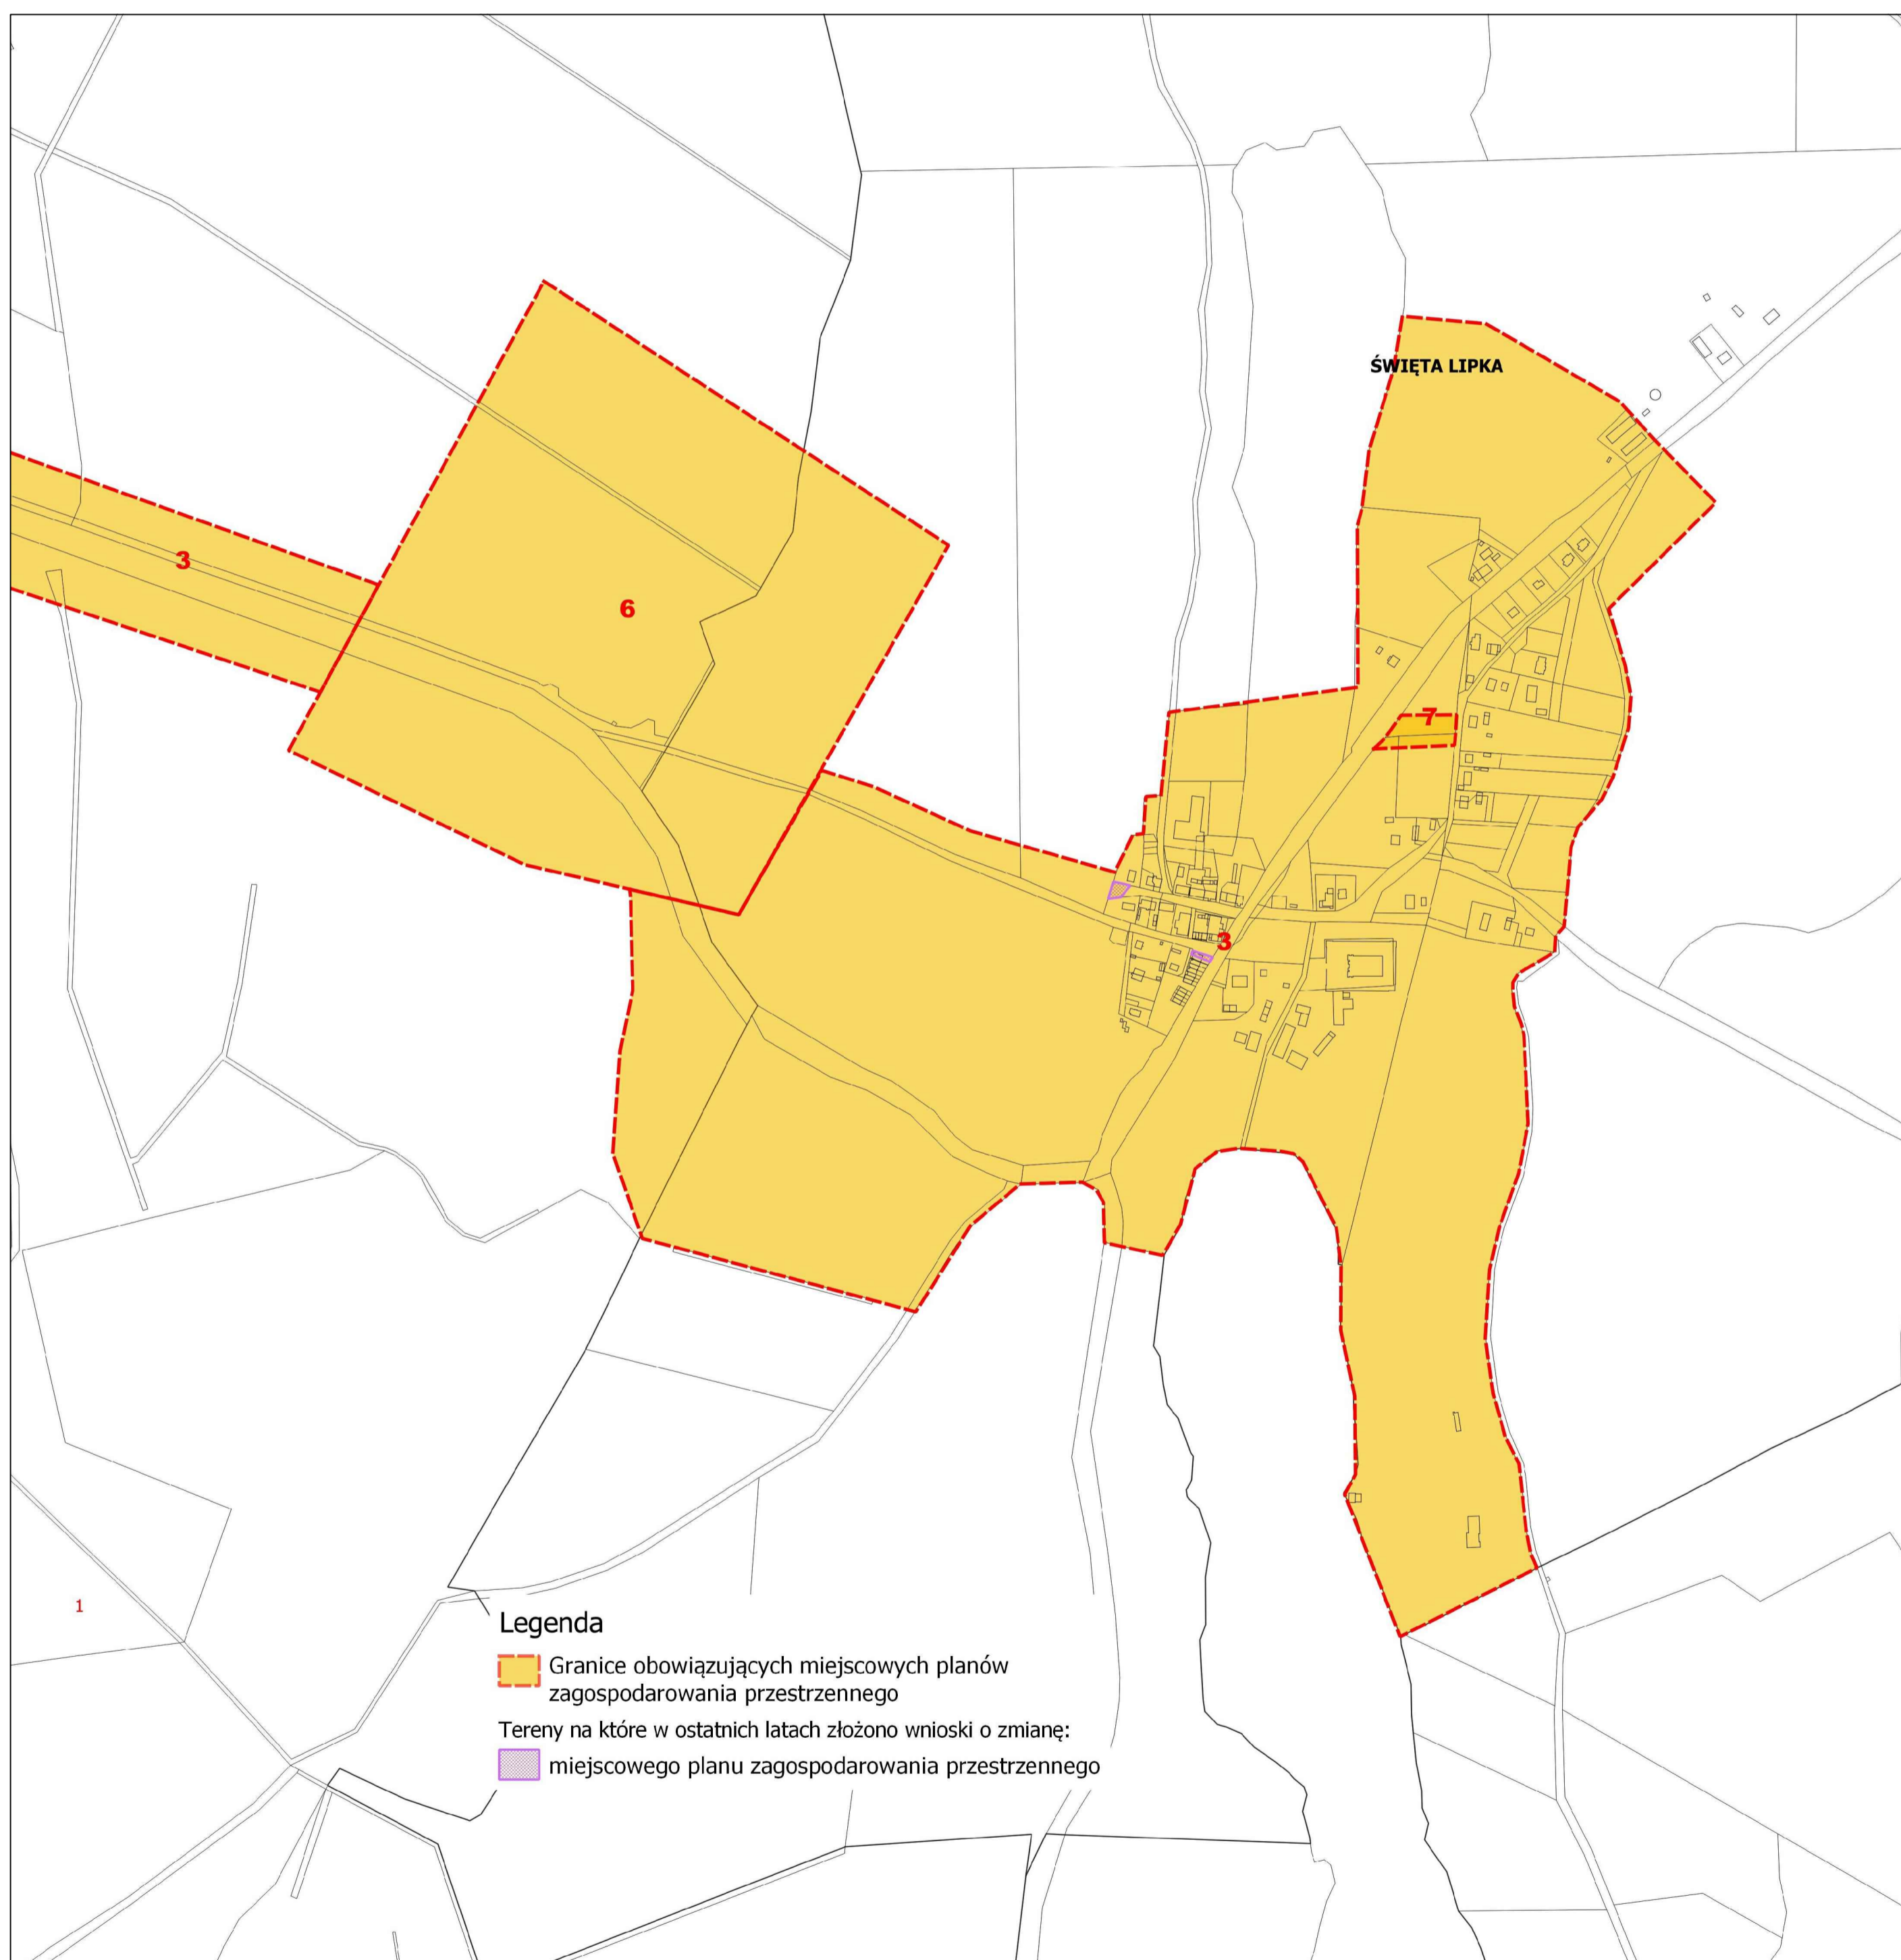 ŚWIĘTA LIPKA
3
6
7
3
1
Legenda
Granice obowiązujących miejscowych planów
zagospodarowania przestrzennego
Tereny na które w ostatnich latach złożono wnioski o zmianę:
miejscowego planu zagospodarowania przestrzennego